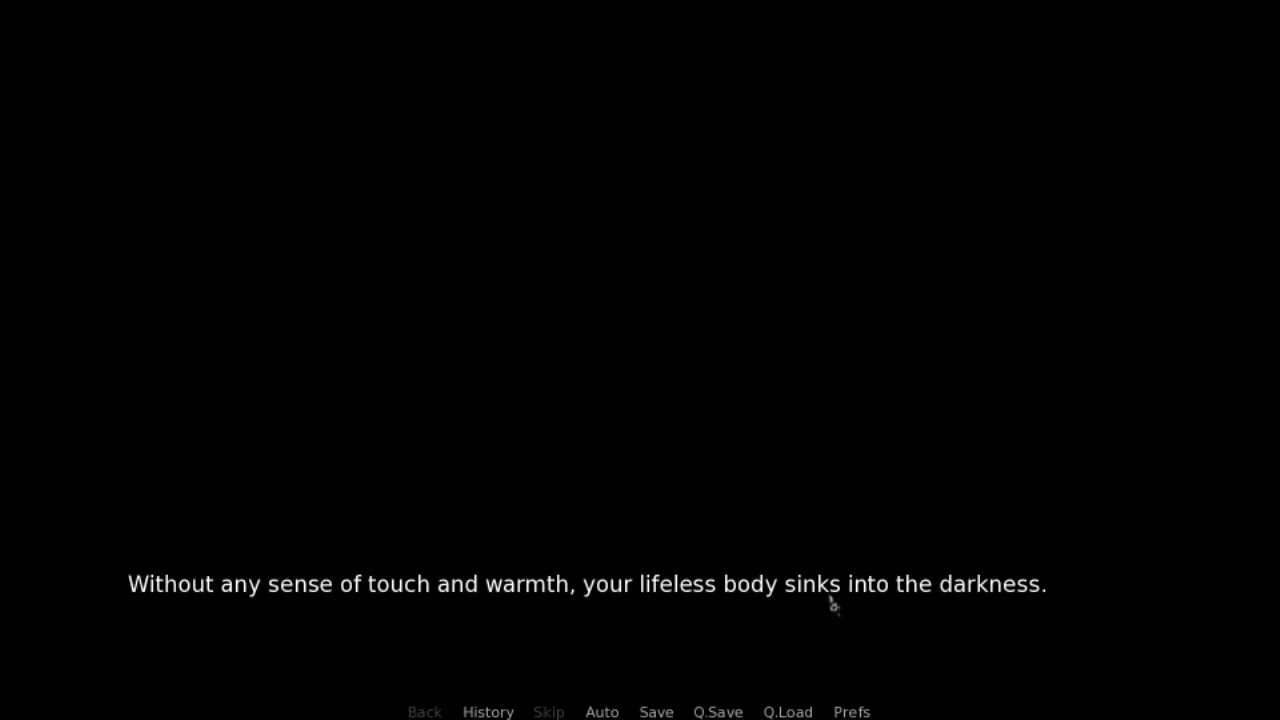 Without any sense of touch and warmth, your lifeless body sinks into the darkness.
Back History Skip Auto Save Q.Save Q.Load Prefs